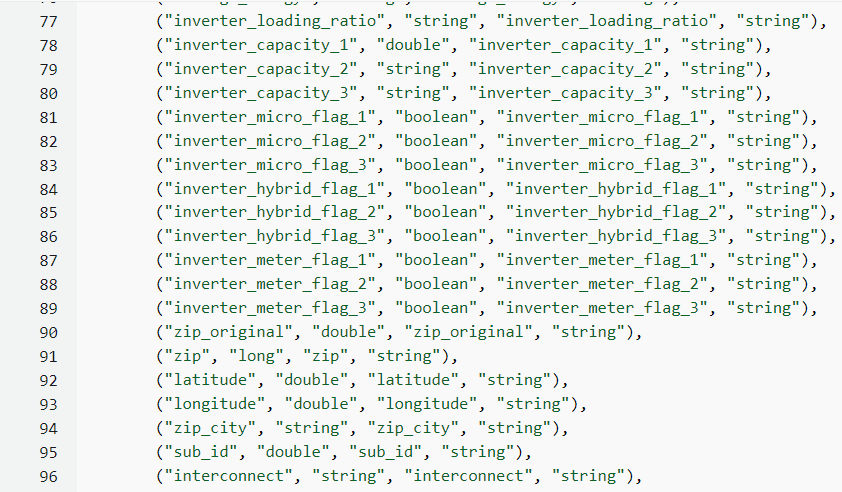 77 ("inverter_loading_ratio", "string", "inverter_loading_ratio", "string"),
78 ("inverter_capacity_1", "double", "inverter_capacity_1", "string"),
79 ("inverter_capacity_2", "string", "inverter_capacity_2", "string"),
80 ("inverter_capacity_3", "string", "inverter_capacity_3", "string"),
81 ("inverter_micro_flag_1", "boolean", "inverter_micro_flag_1", "string"),
82 ("inverter_micro_flag_2", "boolean", "inverter_micro_flag_2", "string"),
83 ("inverter_micro_flag_3", "boolean", "inverter_micro_flag_3", "string"),
84 ("inverter_hybrid_flag_1", "boolean", "inverter_hybrid_flag_1", "string"),
85 ("inverter_hybrid_flag_2", "boolean", "inverter_hybrid_flag_2", "string"),
86 ("inverter_hybrid_flag_3", "boolean", "inverter_hybrid_flag_3", "string"),
87 ("inverter_meter_flag_1", "boolean", "inverter_meter_flag_1", "string"),
88 ("inverter_meter_flag_2", "boolean", "inverter_meter_flag_2", "string"),
89 ("inverter_meter_flag_3", "boolean", "inverter_meter_flag_3", "string"),
90 ("zip_original", "double", "zip_original", "string"),
91 ("zip", "long", "zip", "string"),
92 ("latitude", "double", "latitude", "string"),
93 ("longitude", "double", "longitude", "string"),
94 ("zip_city", "string", "zip_city", "string"),
95 ("sub_id", "double", "sub_id", "string"),
96 ("interconnect", "string", "interconnect", "string"),